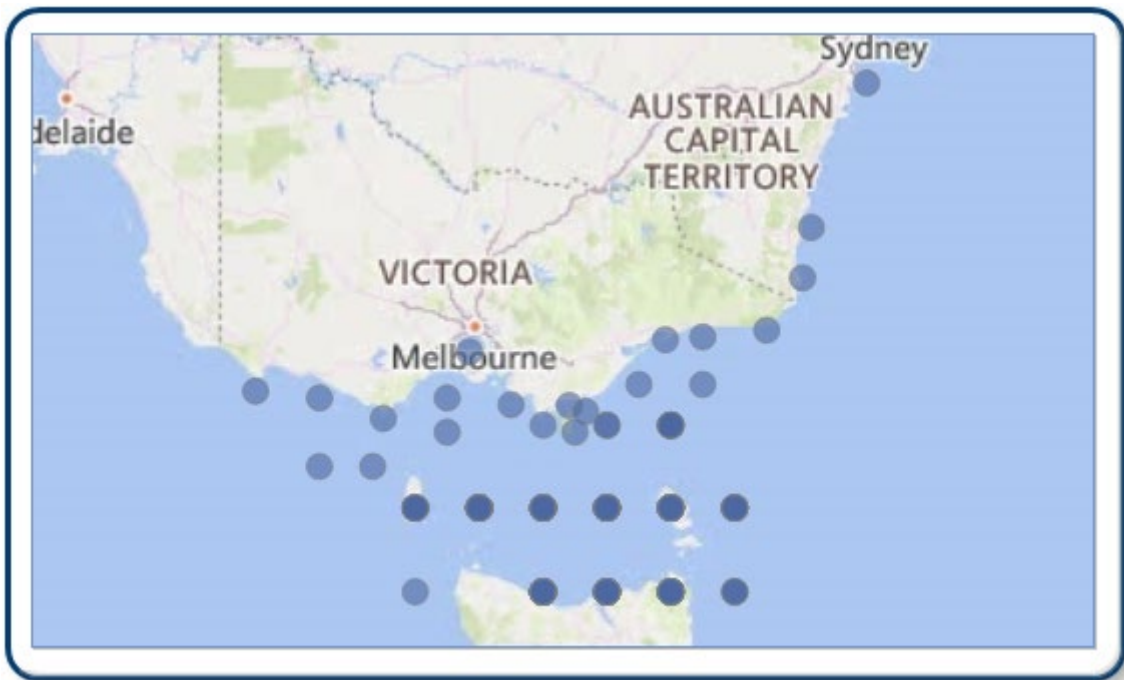 Sydney
AUSTRALIAN
CAPITAL
TERRITORY
delaide
VICTORIA
Melbourne